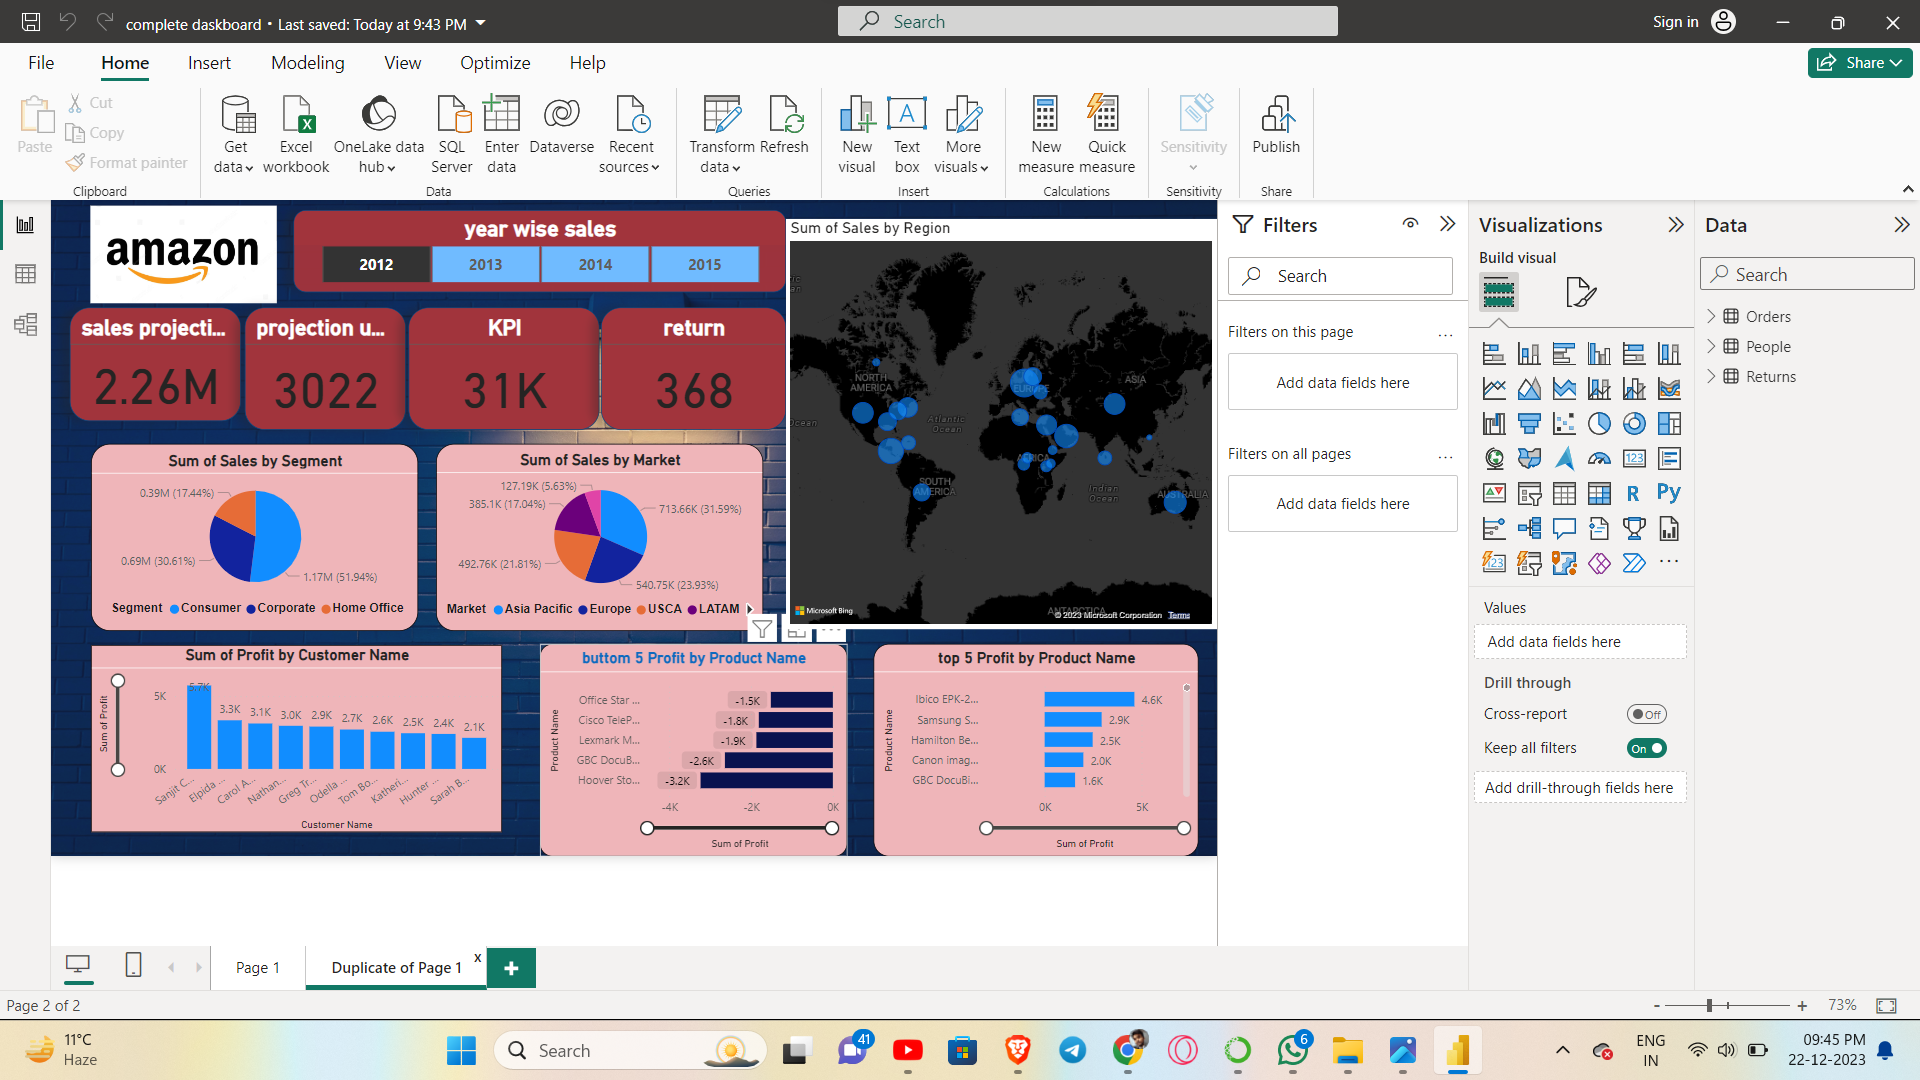 complete daskboard • Last saved: Today at 9:43 PM
Search
Sign in
File
Home
Insert
Modeling
View
Optimize
Help
Share
Paste
Cut
Copy
Format painter
Clipboard
Get data
Excel workbook
OneLake data hub
SQL Server
Enter data
Dataverse
Recent sources
Data
Transform data
Refresh
Queries
New visual
Text box
More visuals
Insert
New measure
Quick measure
Calculations
Sensitivity
Sensitivity
Publish
Share
amazon
year wise sales
2012
2013
2014
2015
sales projecti...
2.26M
projection u...
3022
KPI
31K
return
368
Sum of Sales by Segment
0.39M (17.44%)
0.69M (30.61%)
1.17M (51.94%)
Segment Consumer Corporate Home Office
Sum of Sales by Market
127.19K (5.63%)
385.1K (17.04%)
713.66K (31.59%)
492.76K (21.81%)
540.75K (23.93%)
Market Asia Pacific Europe USCA LATAM
Sum of Sales by Region
NORTH AMERICA
EUROPE
ASIA
Atlantic Ocean
AFRICA
SOUTH AMERICA
Indian Ocean
AUSTRALIA
ANTARCTICA
Microsoft Bing
© 2023 Microsoft Corporation Terms
Sum of Profit by Customer Name
Sum of Profit
5K
0K
5.7K
3.3K
3.1K
3.0K
2.9K
2.7K
2.6K
2.5K
2.4K
2.1K
Sanjit C...
Elpida ...
Carol A...
Nathan...
Greg Tr...
Odella ...
Tom Bo...
Katheri...
Hunter ...
Sarah B...
Customer Name
buttom 5 Profit by Product Name
Product Name
Office Star ... -1.5K
Cisco TeleP... -1.8K
Lexmark M... -1.9K
GBC DocuB... -2.6K
Hoover Sto... -3.2K
-4K -2K 0K
Sum of Profit
top 5 Profit by Product Name
Product Name
Ibico EPK-2... 4.6K
Samsung S... 2.9K
Hamilton Be... 2.5K
Canon imag... 2.0K
GBC DocuBi... 1.6K
0K 5K
Sum of Profit
Filters
Search
Filters on this page
...
Add data fields here
Filters on all pages
...
Add data fields here
Visualizations
Build visual
123
R
Py
123
...
Values
Add data fields here
Drill through
Cross-report
Off
Keep all filters
On
Add drill-through fields here
Data
Search
Orders
People
Returns
Page 1
Duplicate of Page 1
x
+
Page 2 of 2
- + 73%
11°C
Haze
Search
41
6
ENG
IN
09:45 PM
22-12-2023